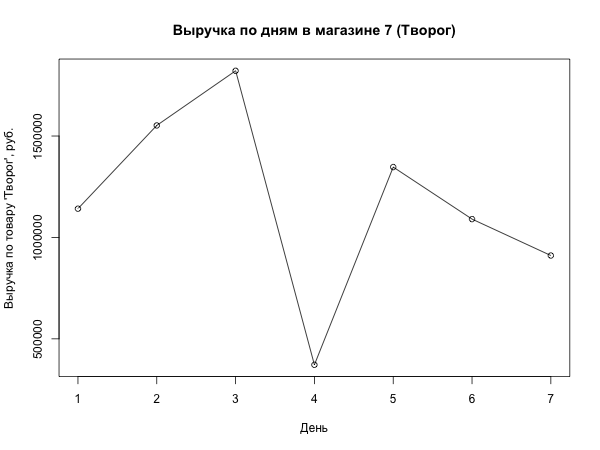 Выручка по дням в магазине 7 (Творог)
Выручка по товару 'Творог', руб.
1500000
1000000
500000
1 2 3 4 5 6 7
День